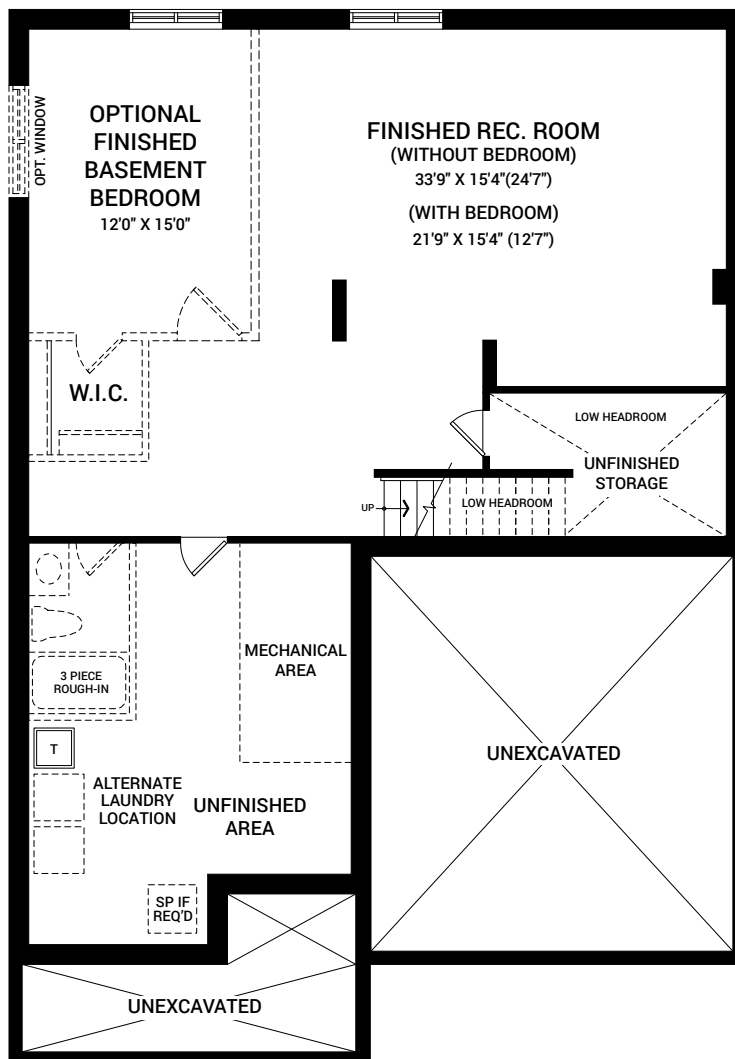 OPTIONAL
FINISHED
BASEMENT
BEDROOM
12'0" X 15'0"
OPT. WINDOW
FINISHED REC. ROOM
(WITHOUT BEDROOM)
33'9" X 15'4"(24'7")
(WITH BEDROOM)
21'9" X 15'4" (12'7")
W.I.C.
LOW HEADROOM
UNFINISHED
STORAGE
UP
LOW HEADROOM
MECHANICAL
AREA
3 PIECE
ROUGH-IN
T
ALTERNATE
LAUNDRY
LOCATION
UNFINISHED
AREA
UNEXCAVATED
SP IF
REQ'D
UNEXCAVATED